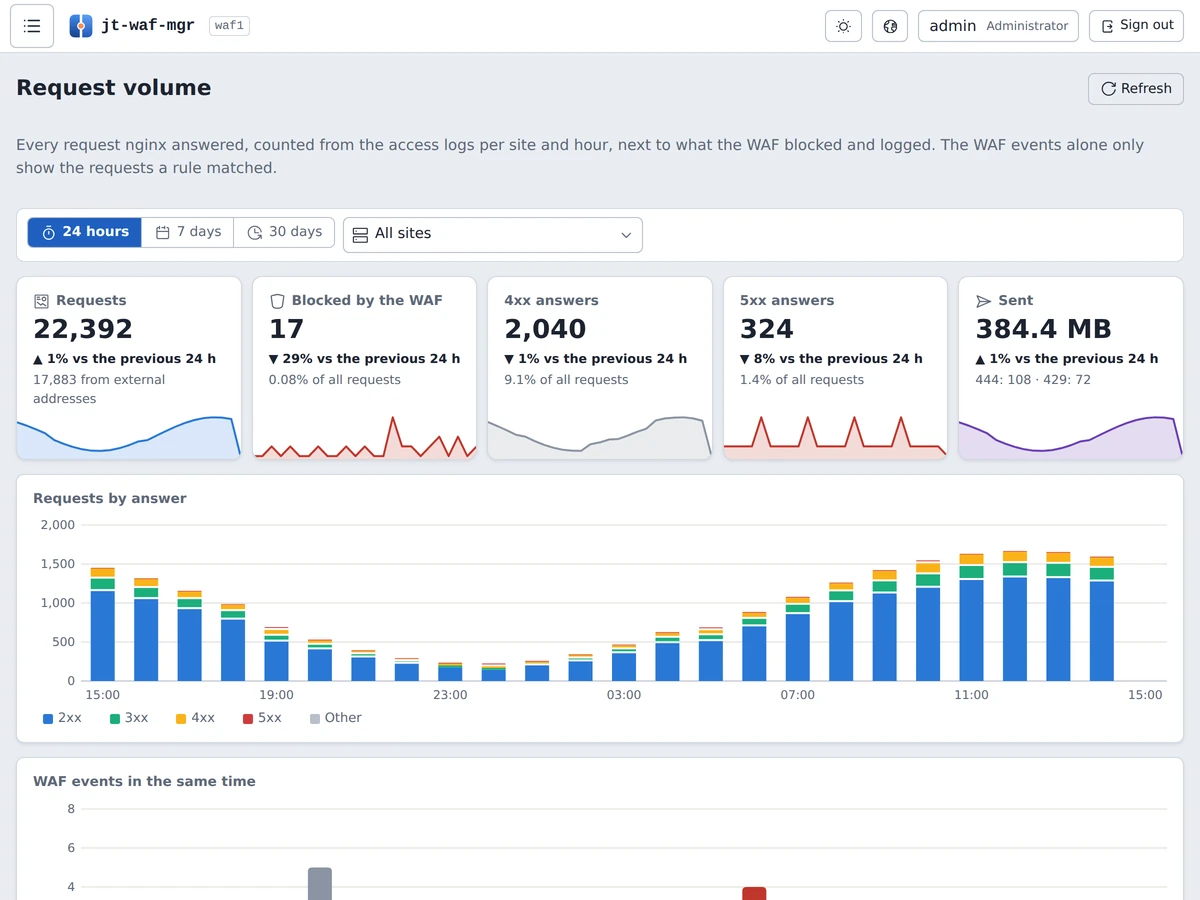 jt-waf-mgr waf1 admin Administrator Sign out
Request volume Refresh
Every request nginx answered, counted from the access logs per site and hour, next to what the WAF blocked and logged. The WAF events alone only
show the requests a rule matched.
24 hours 7 days 30 days All sites
Requests
22,392
▲ 1% vs the previous 24 h
17,883 from external
addresses
Blocked by the WAF
17
▼ 29% vs the previous 24 h
0.08% of all requests
4xx answers
2,040
▼ 1% vs the previous 24 h
9.1% of all requests
5xx answers
324
▼ 8% vs the previous 24 h
1.4% of all requests
Sent
384.4 MB
▲ 1% vs the previous 24 h
444: 108 · 429: 72
Requests by answer
2,000
1,500
1,000
500
0
15:00 19:00 23:00 03:00 07:00 11:00 15:00
2xx 3xx 4xx 5xx Other
WAF events in the same time
8
6
4